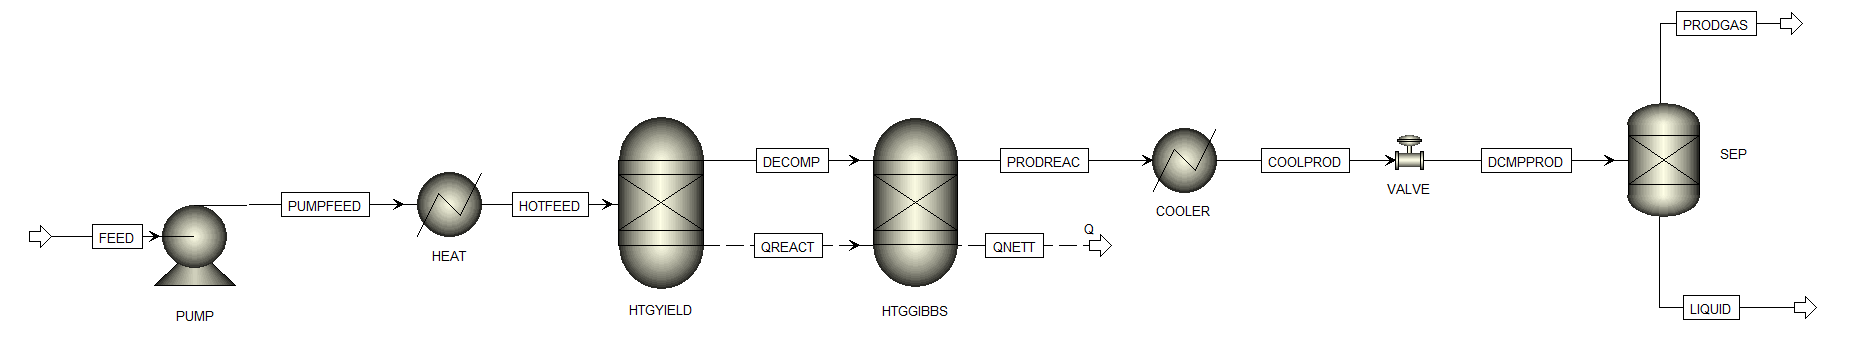 PRODGAS
SEP
DECOMP
PRODREAC
COOLPROD
DCMPPROD
VALVE
COOLER
PUMPFEED
HOTFEED
FEED
HEAT
QREACT
QNETT
Q
PUMP
HTGYIELD
HTGGIBBS
LIQUID